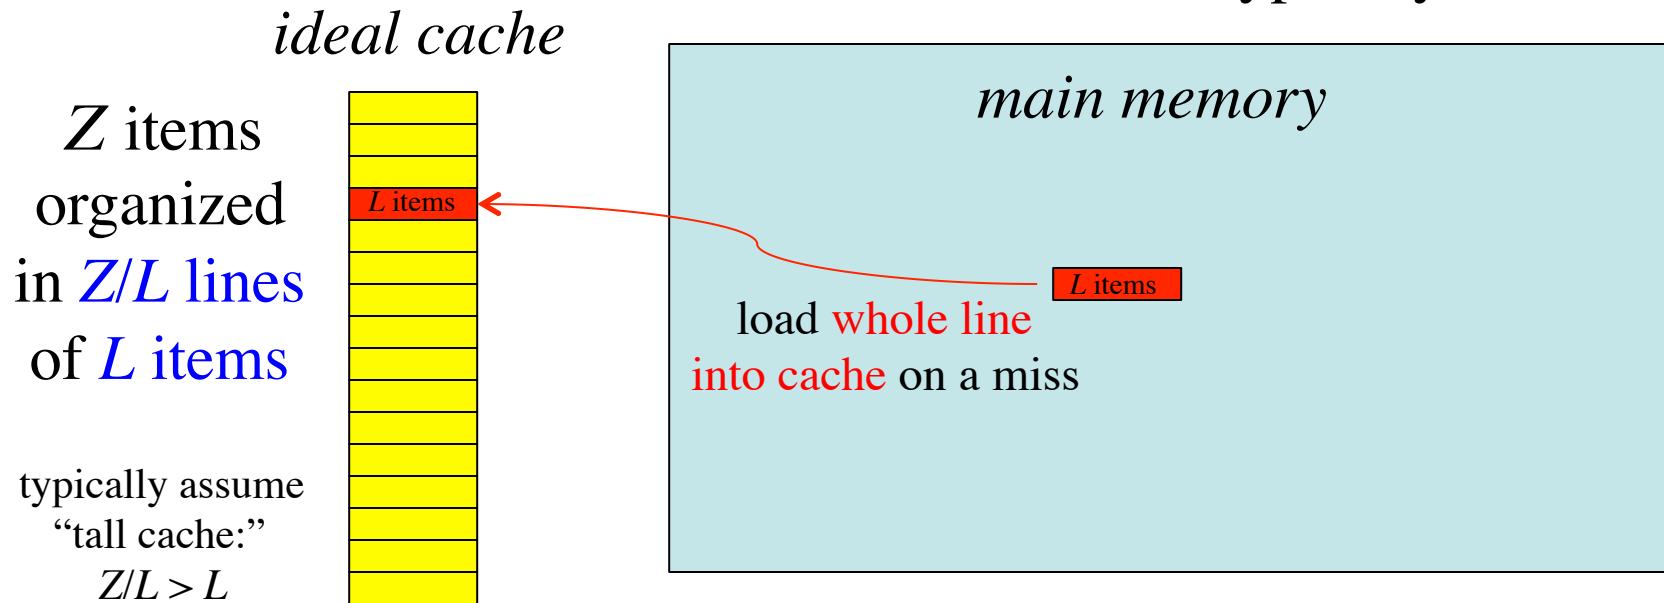 ideal cache
Z items
organized
in Z/L lines
of L items
typically assume
“tall cache:”
Z/L > L
L items
main memory
L items
load whole line
into cache on a miss